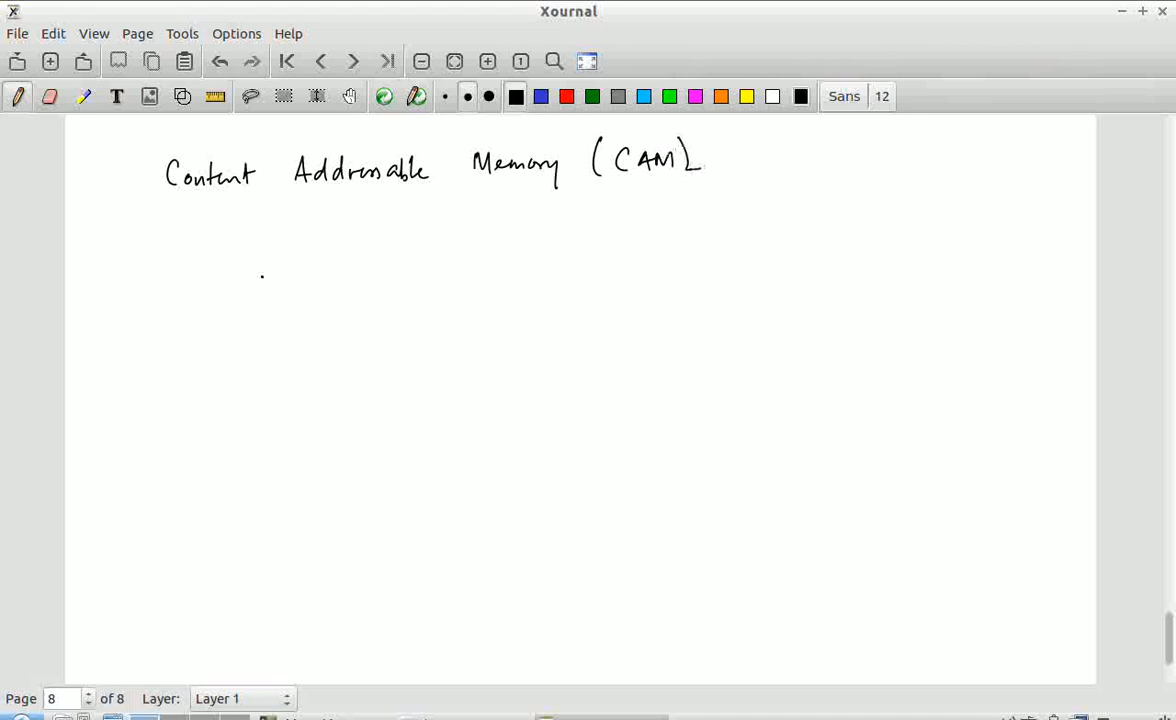 Xournal
File Edit View Page Tools Options Help
Sans 12
Content Addressable Memory (CAM)
Page 8 of 8 Layer: Layer 1